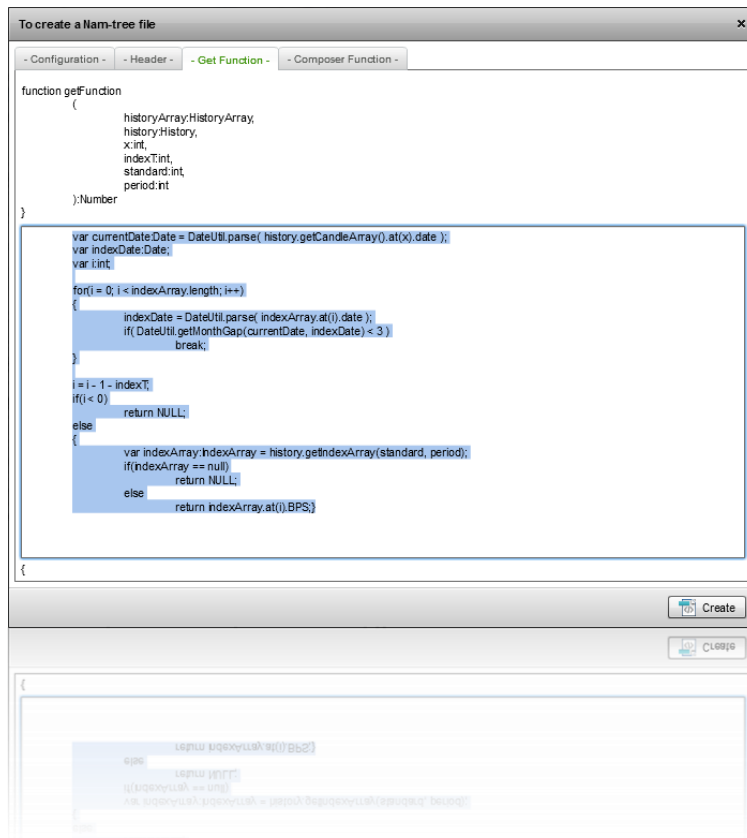 To create a Nam-tree file
×
- Configuration -
- Header -
- Get Function -
- Composer Function -
function getFunction
(
historyArray:HistoryArray,
history:History,
x:int,
indexT:int,
standard:int,
period:int
):Number
}
var currentDate:Date = DateUtil.parse( history.getCandleArray().at(x).date );
var indexDate:Date;
var i:int;
for(i = 0; i < indexArray.length; i++)
{
indexDate = DateUtil.parse( indexArray.at(i).date );
if( DateUtil.getMonthGap(currentDate, indexDate) < 3 )
break;
}
i = i - 1 - indexT;
if(i < 0)
return NULL;
else
{
var indexArray:IndexArray = history.getIndexArray(standard, period);
if(indexArray == null)
return NULL;
else
return indexArray.at(i).BPS;}
{
Create